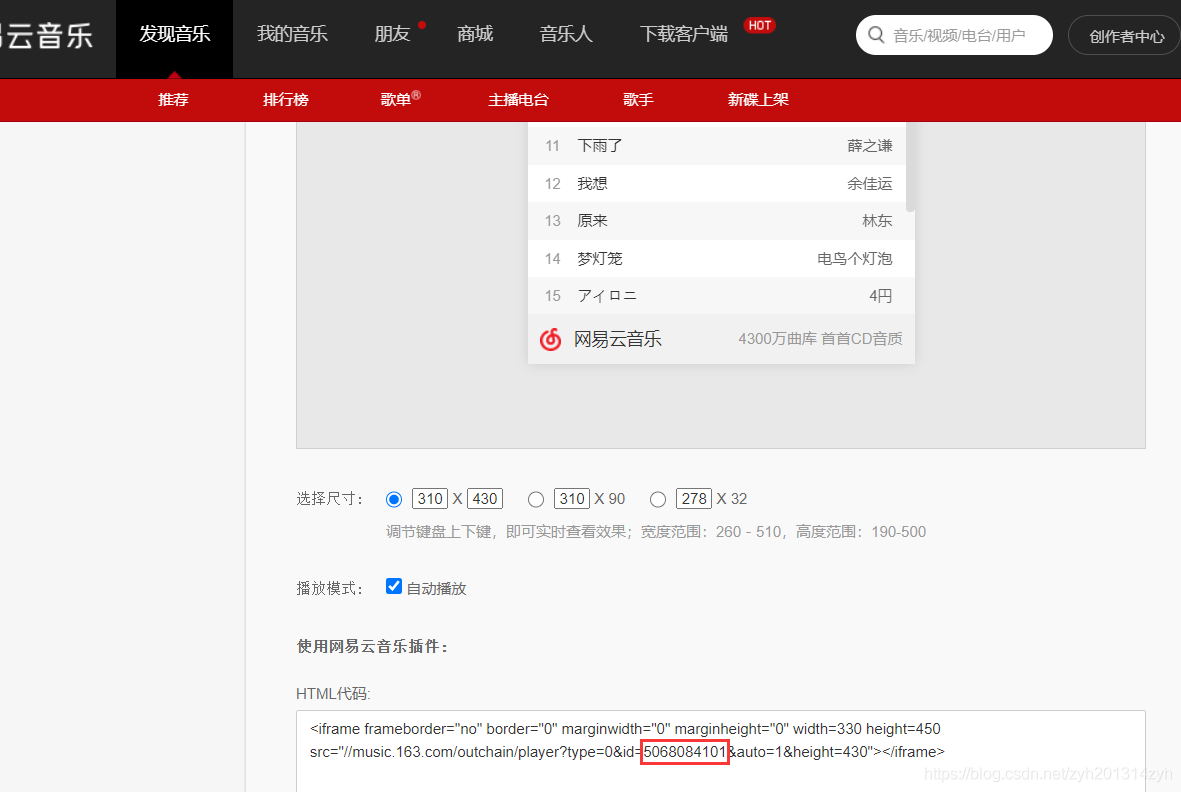 易云音乐 发现音乐 我的音乐 朋友 商城 音乐人 下载客户端 HOT 音乐/视频/电台/用户 创作者中心
推荐 排行榜 歌单® 主播电台 歌手 新碟上架
11 下雨了 薛之谦
12 我想 余佳运
13 原来 林东
14 梦灯笼 电鸟个灯泡
15 アイロニ 4円
网易云音乐 4300万曲库 首首CD音质
选择尺寸： 310 X 430 310 X 90 278 X 32
调节键盘上下键，即可实时查看效果；宽度范围：260 - 510，高度范围：190-500
播放模式： 自动播放
使用网易云音乐插件：
HTML代码:
<iframe frameborder="no" border="0" marginwidth="0" marginheight="0" width=330 height=450
src="//music.163.com/outchain/player?type=0&id=5068084101&auto=1&height=430"></iframe>
https://blog.csdn.net/zyh201314zyh